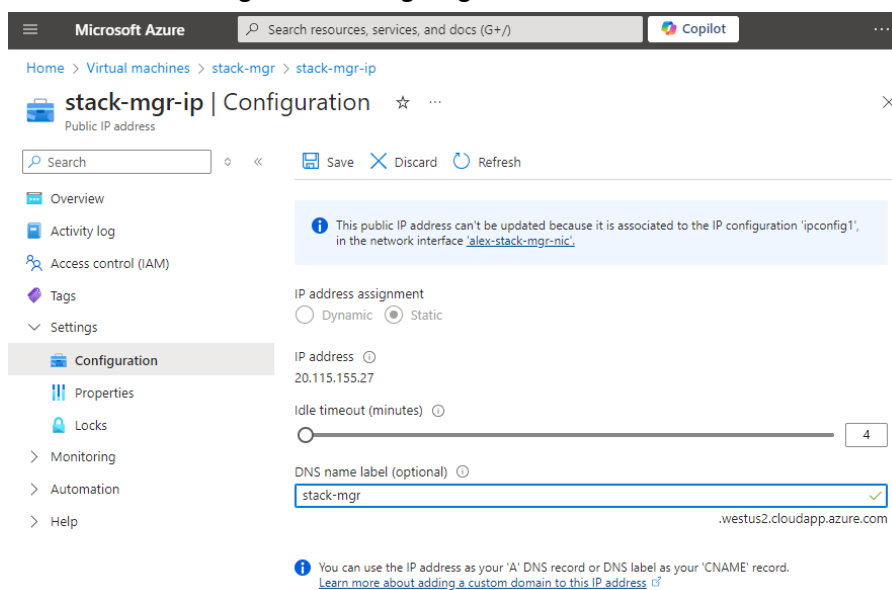 Microsoft Azure
Search resources, services, and docs (G+/)
Copilot
...
Home > Virtual machines > stack-mgr > stack-mgr-ip
stack-mgr-ip | Configuration ...
Public IP address
Search
Save Discard Refresh
Overview
Activity log
Access control (IAM)
Tags
Settings
Configuration
Properties
Locks
Monitoring
Automation
Help
This public IP address can't be updated because it is associated to the IP configuration 'ipconfig1',
in the network interface 'alex-stack-mgr-nic'.
IP address assignment
Dynamic Static
IP address
20.115.155.27
Idle timeout (minutes)
4
DNS name label (optional)
stack-mgr
.westus2.cloudapp.azure.com
You can use the IP address as your 'A' DNS record or DNS label as your 'CNAME' record.
Learn more about adding a custom domain to this IP address